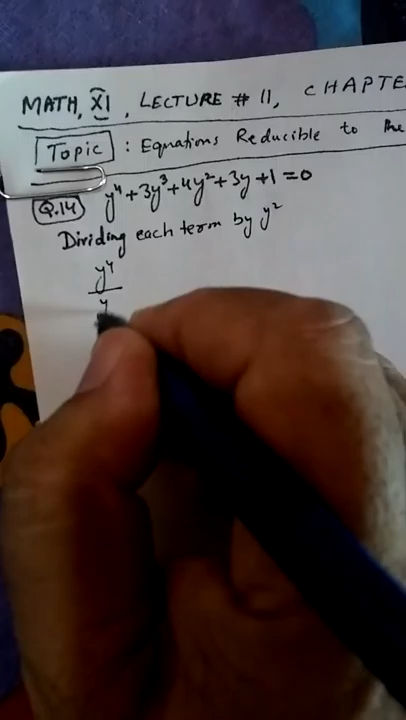 MATH, XI, LECTURE # 11, CHAPTE
Topic : Equations Reducible to the
Q.14 y⁴+3y³+4y²+3y+1=0
Dividing each term by y²
y⁴
y